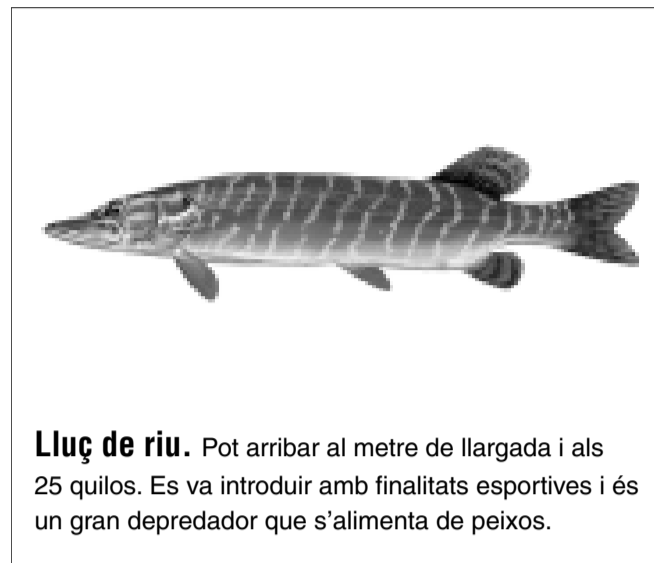 Lluç de riu. Pot arribar al metre de llargada i als
25 quilos. Es va introduir amb finalitats esportives i és
un gran depredador que s’alimenta de peixos.